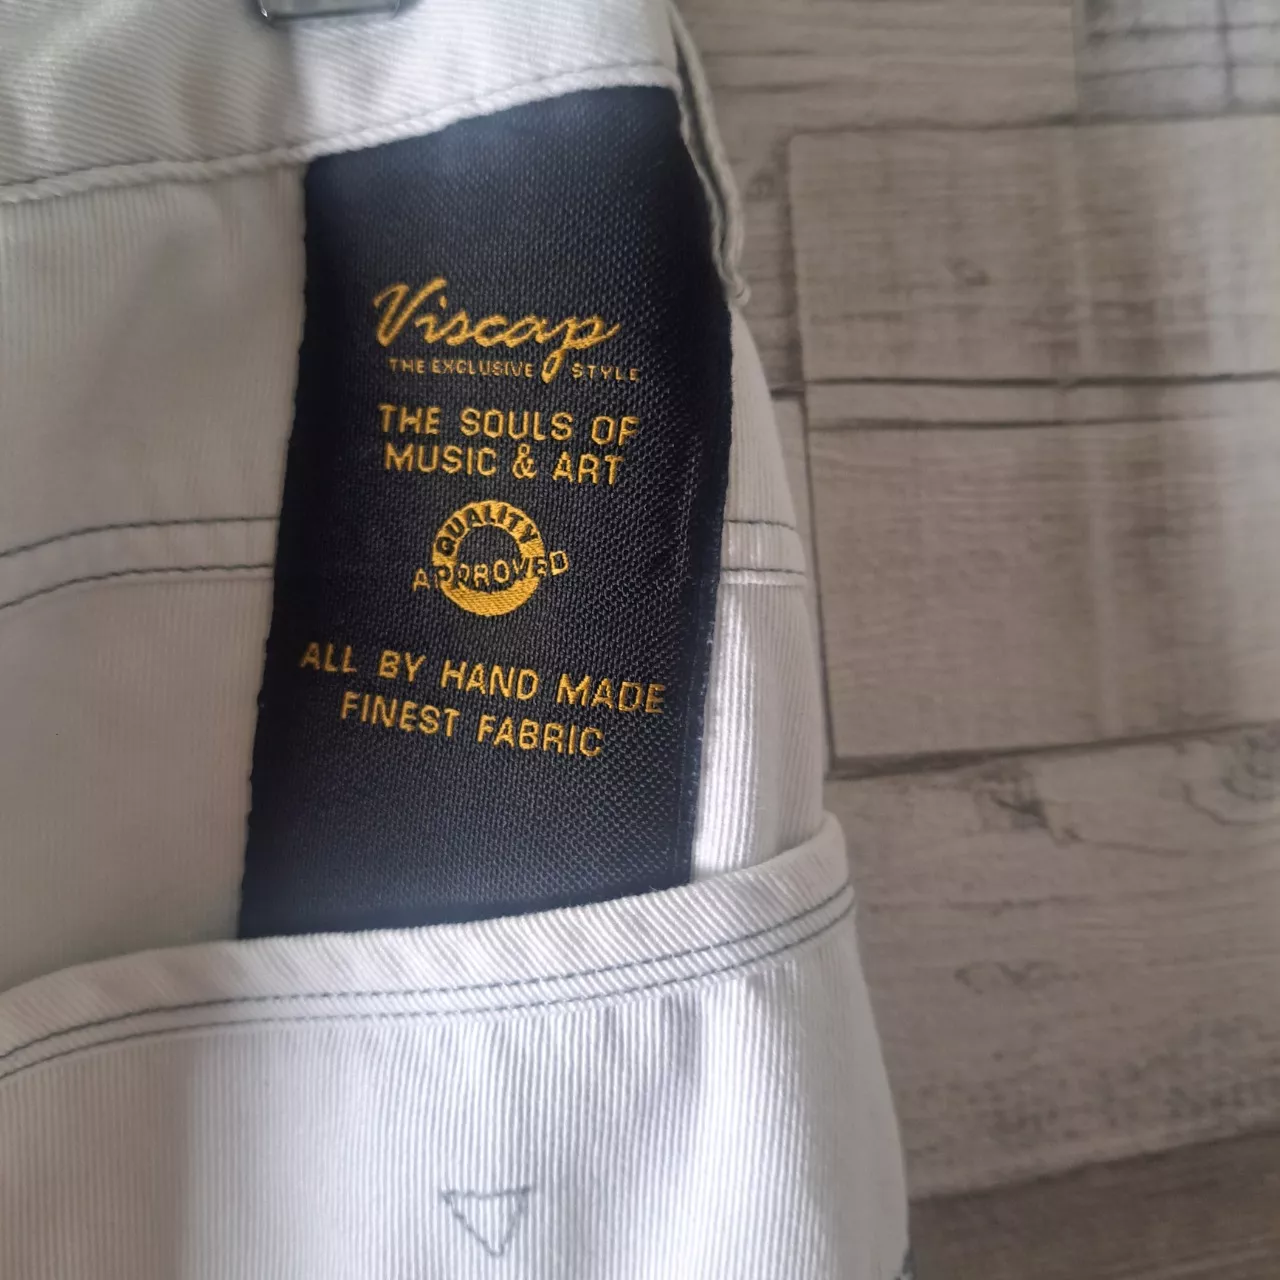 Viscap
THE EXCLUSIVE STYLE
THE SOULS OF
MUSIC & ART
QUALITY
APPROVED
ALL BY HAND MADE
FINEST FABRIC